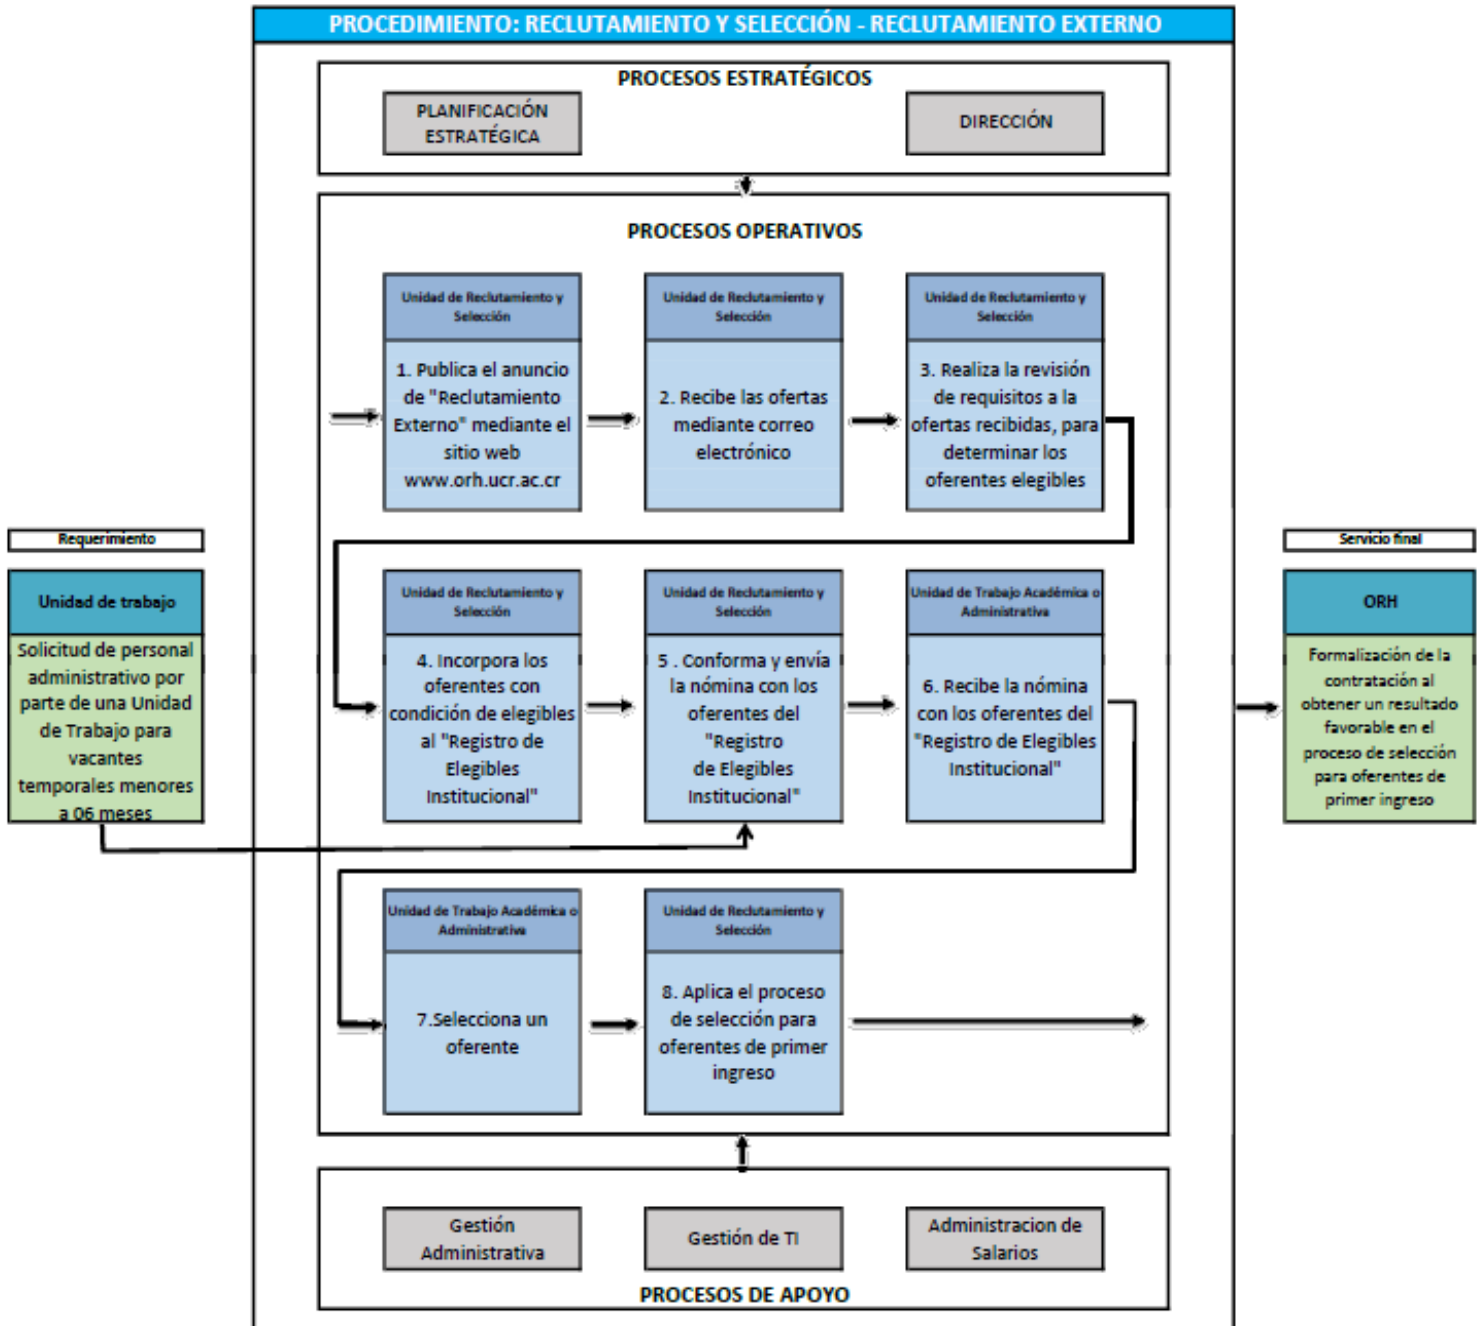 PROCEDIMIENTO: RECLUTAMIENTO Y SELECCIÓN - RECLUTAMIENTO EXTERNO
PROCESOS ESTRATÉGICOS
PLANIFICACIÓN
ESTRATÉGICA
DIRECCIÓN
PROCESOS OPERATIVOS
Unidad de Reclutamiento y
Selección
1. Publica el anuncio
de "Reclutamiento
Externo" mediante el
sitio web
www.orh.ucr.ac.cr
Unidad de Reclutamiento y
Selección
2. Recibe las ofertas
mediante correo
electrónico
Unidad de Reclutamiento y
Selección
3. Realiza la revisión
de requisitos a la
ofertas recibidas, para
determinar los
oferentes elegibles
Requerimiento
Unidad de trabajo
Solicitud de personal
administrativo por
parte de una Unidad
de Trabajo para
vacantes
temporales menores
a 06 meses
Unidad de Reclutamiento y
Selección
4. Incorpora los
oferentes con
condición de elegibles
al "Registro de
Elegibles
Institucional"
Unidad de Reclutamiento y
Selección
5 . Conforma y envía
la nómina con los
oferentes del
"Registro
de Elegibles
Institucional"
Unidad de Trabajo Académica o
Administrativa
6. Recibe la nómina
con los oferentes del
"Registro de Elegibles
Institucional"
Servicio final
ORH
Formalización de la
contratación al
obtener un resultado
favorable en el
proceso de selección
para oferentes de
primer ingreso
Unidad de Trabajo Académica o
Administrativa
7.Selecciona un
oferente
Unidad de Reclutamiento y
Selección
8. Aplica el proceso
de selección para
oferentes de primer
ingreso
Gestión
Administrativa
Gestión de TI
Administracion de
Salarios
PROCESOS DE APOYO